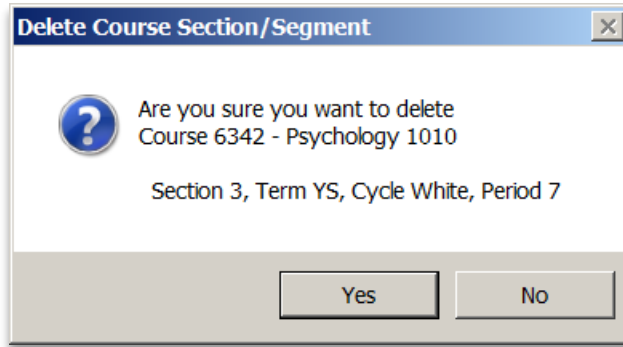 Delete Course Section/Segment
Are you sure you want to delete
Course 6342 - Psychology 1010
Section 3, Term YS, Cycle White, Period 7
Yes No